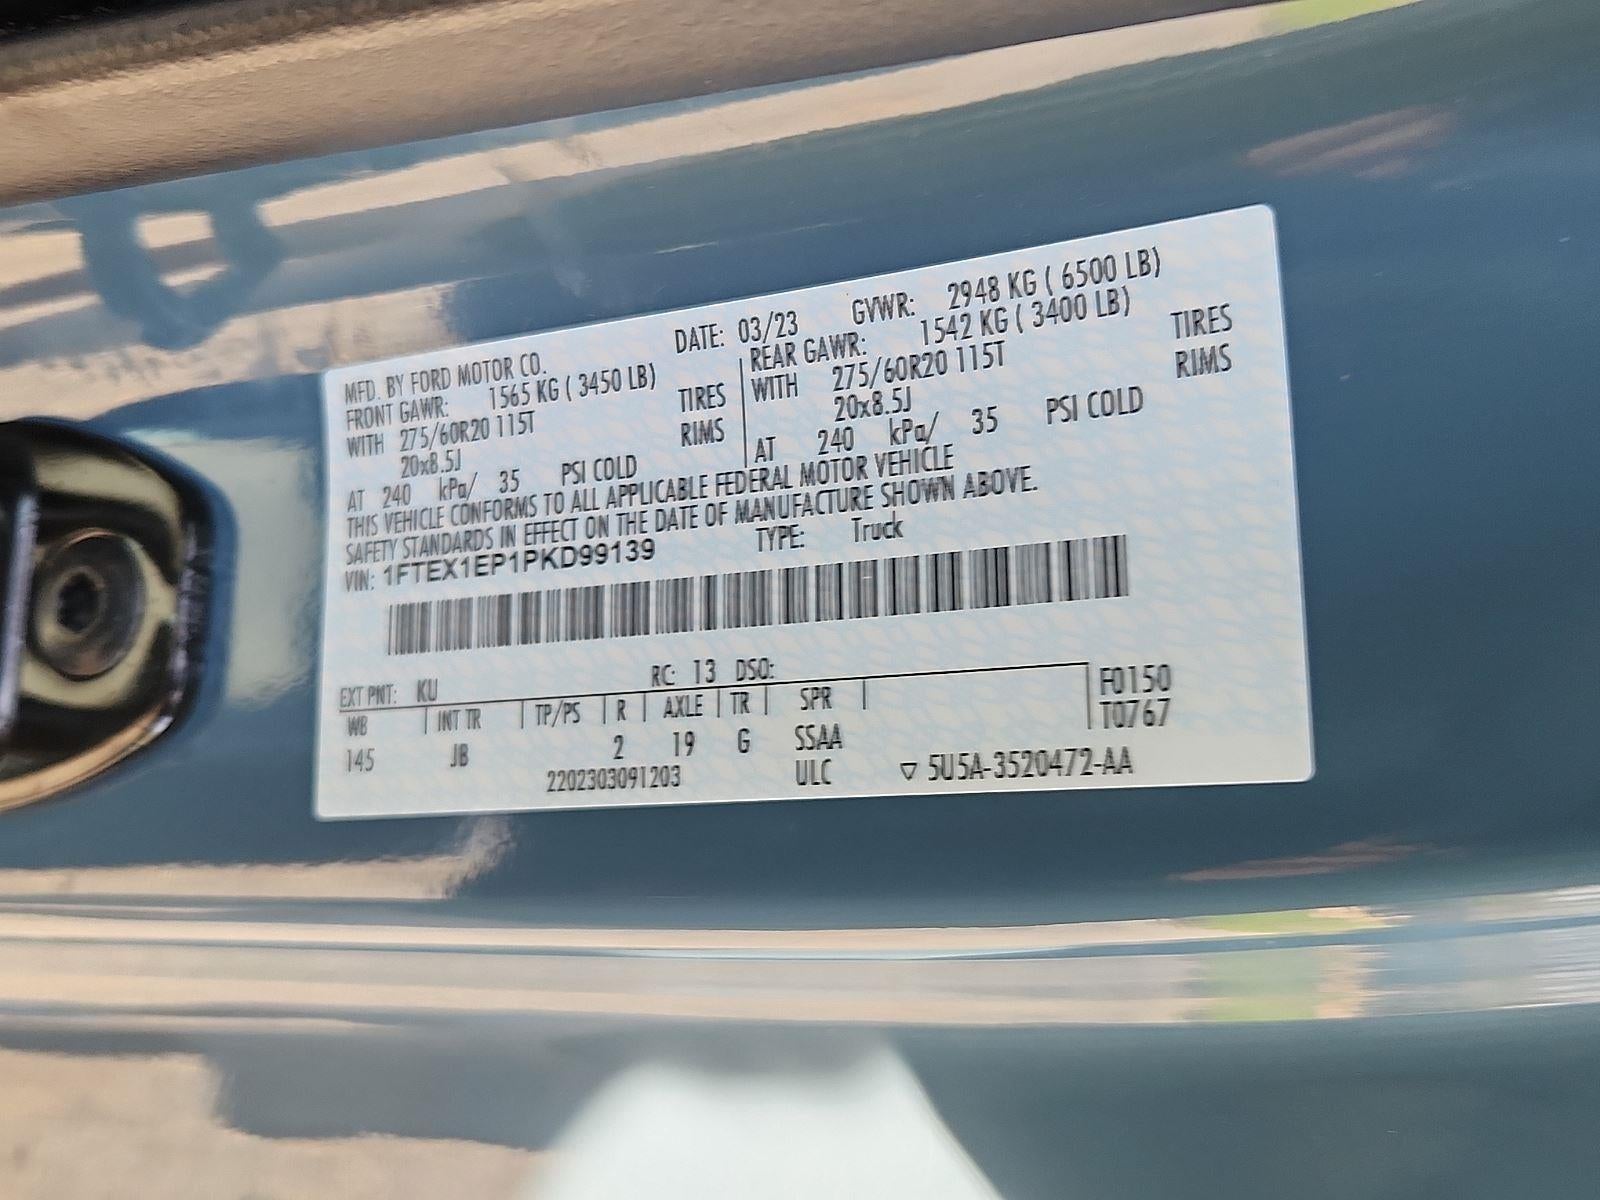 MFD. BY FORD MOTOR CO. DATE: 03/23 GVWR: 2948 KG ( 6500 LB)
FRONT GAWR: 1565 KG ( 3450 LB) REAR GAWR: 1542 KG ( 3400 LB)
WITH 275/60R20 115T TIRES WITH 275/60R20 115T TIRES
20x8.5J RIMS 20x8.5J RIMS
AT 240 kPa/ 35 PSI COLD AT 240 kPa/ 35 PSI COLD
THIS VEHICLE CONFORMS TO ALL APPLICABLE FEDERAL MOTOR VEHICLE
SAFETY STANDARDS IN EFFECT ON THE DATE OF MANUFACTURE SHOWN ABOVE.
VIN: 1FTEX1EP1PKD99139 TYPE: Truck
EXT PNT: KU RC: 13 DSO:
WB INT TR TP/PS R AXLE TR SPR F0150
145 JB 2 19 G SSAA T0767
2202303091203 ULC ▽ 5U5A-3520472-AA